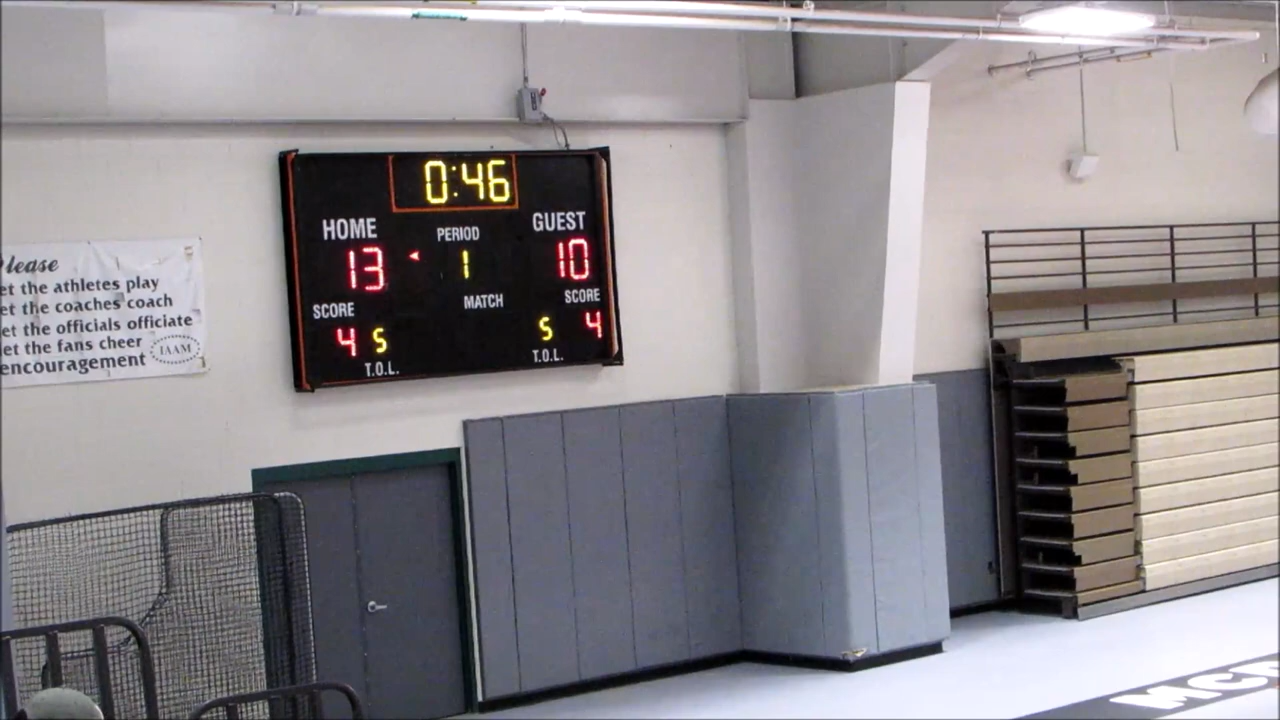 0:46
HOME PERIOD GUEST
13 1 10
SCORE MATCH SCORE
4 5 5 4
T.O.L. T.O.L.
lease
et the athletes play
et the coaches coach
et the officials officiate
et the fans cheer
encouragement IAAM
MC